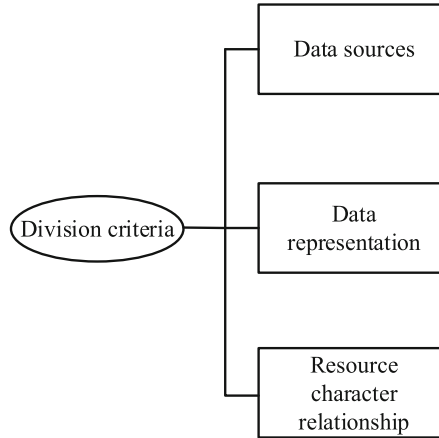 Data sources
Division criteria
Data
representation
Resource
character
relationship